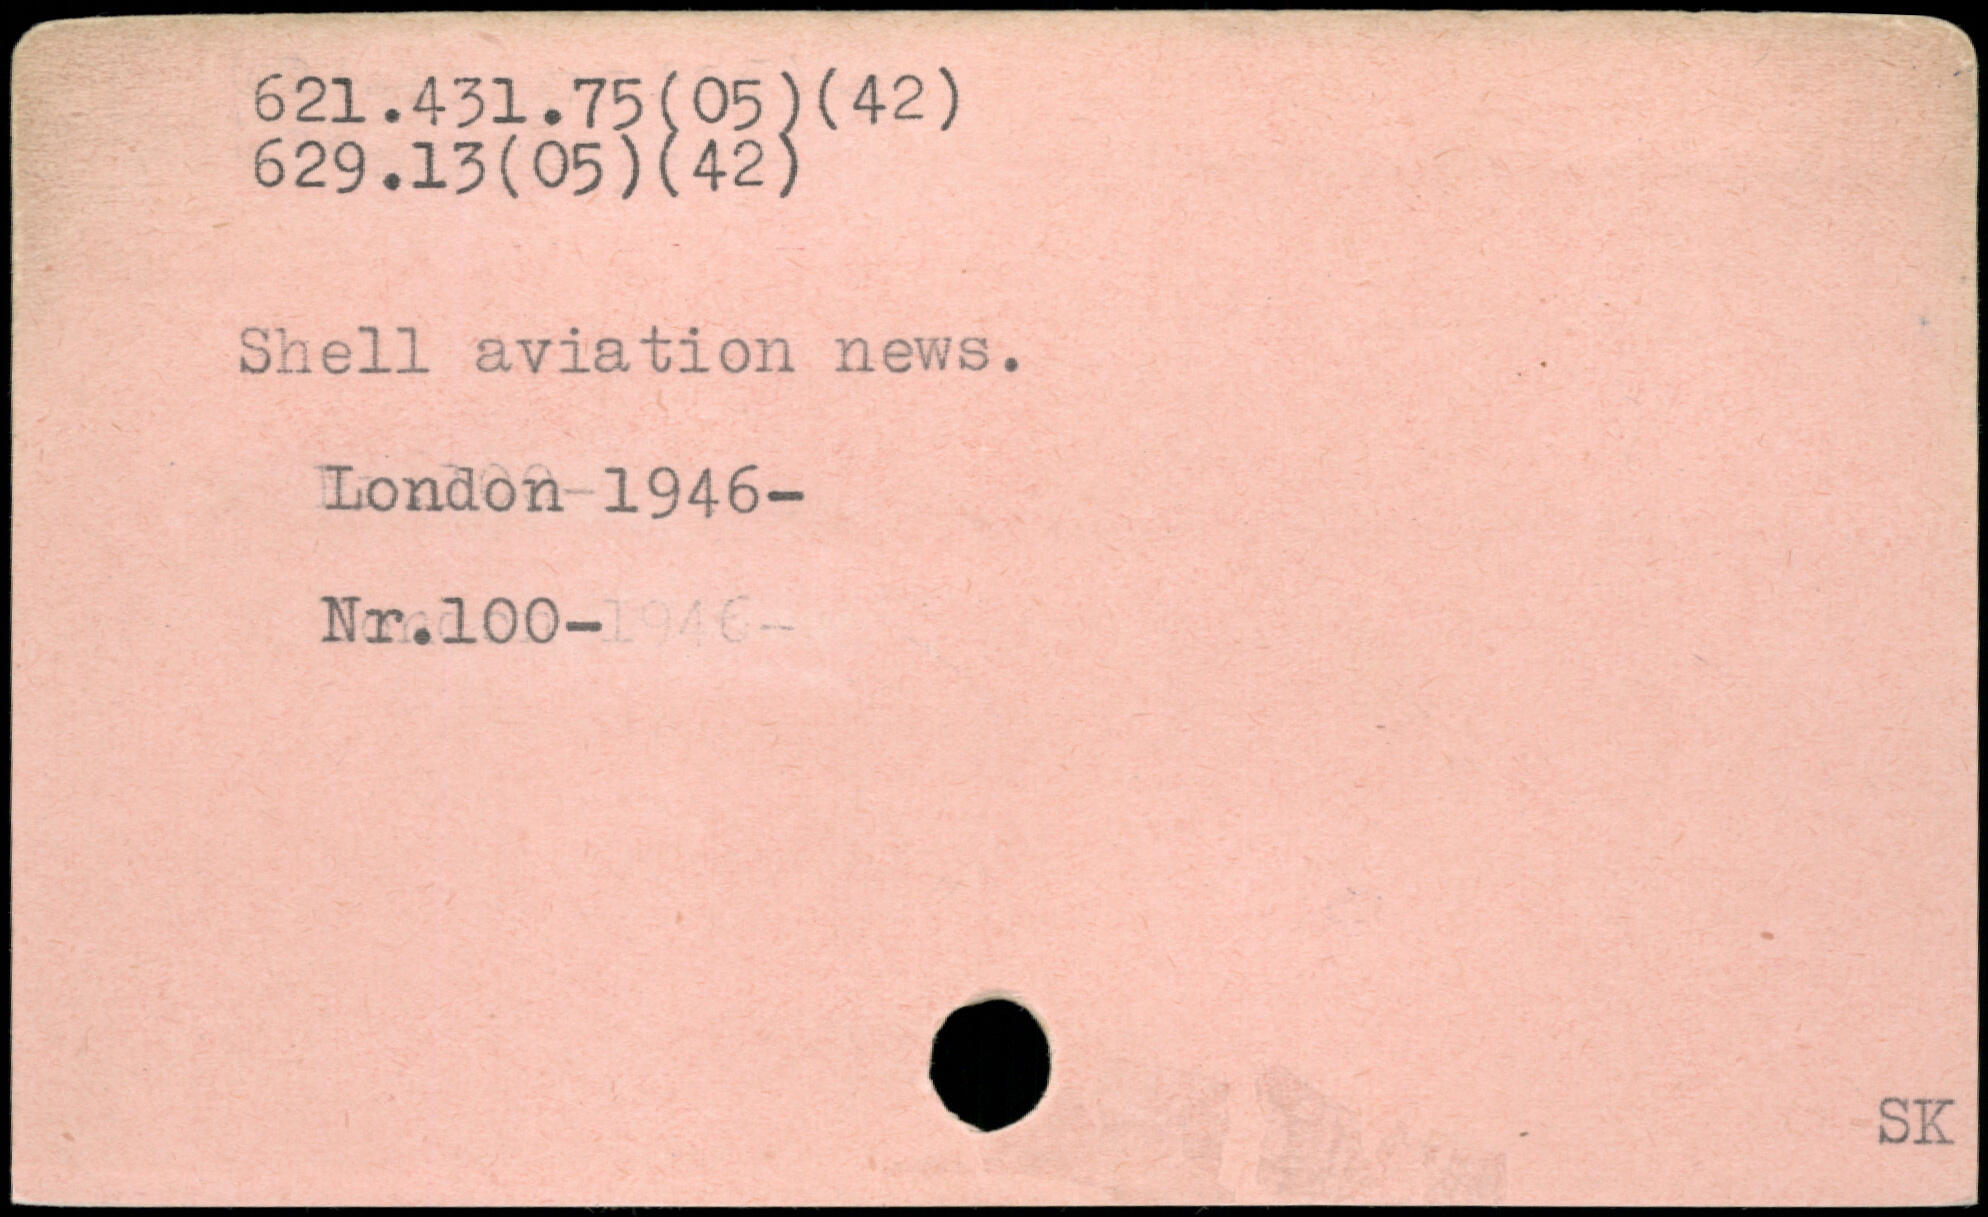 621.431.75(05)(42)
629.13(05)(42)
Shell aviation news.
London 1946-
Nr.100-
SK